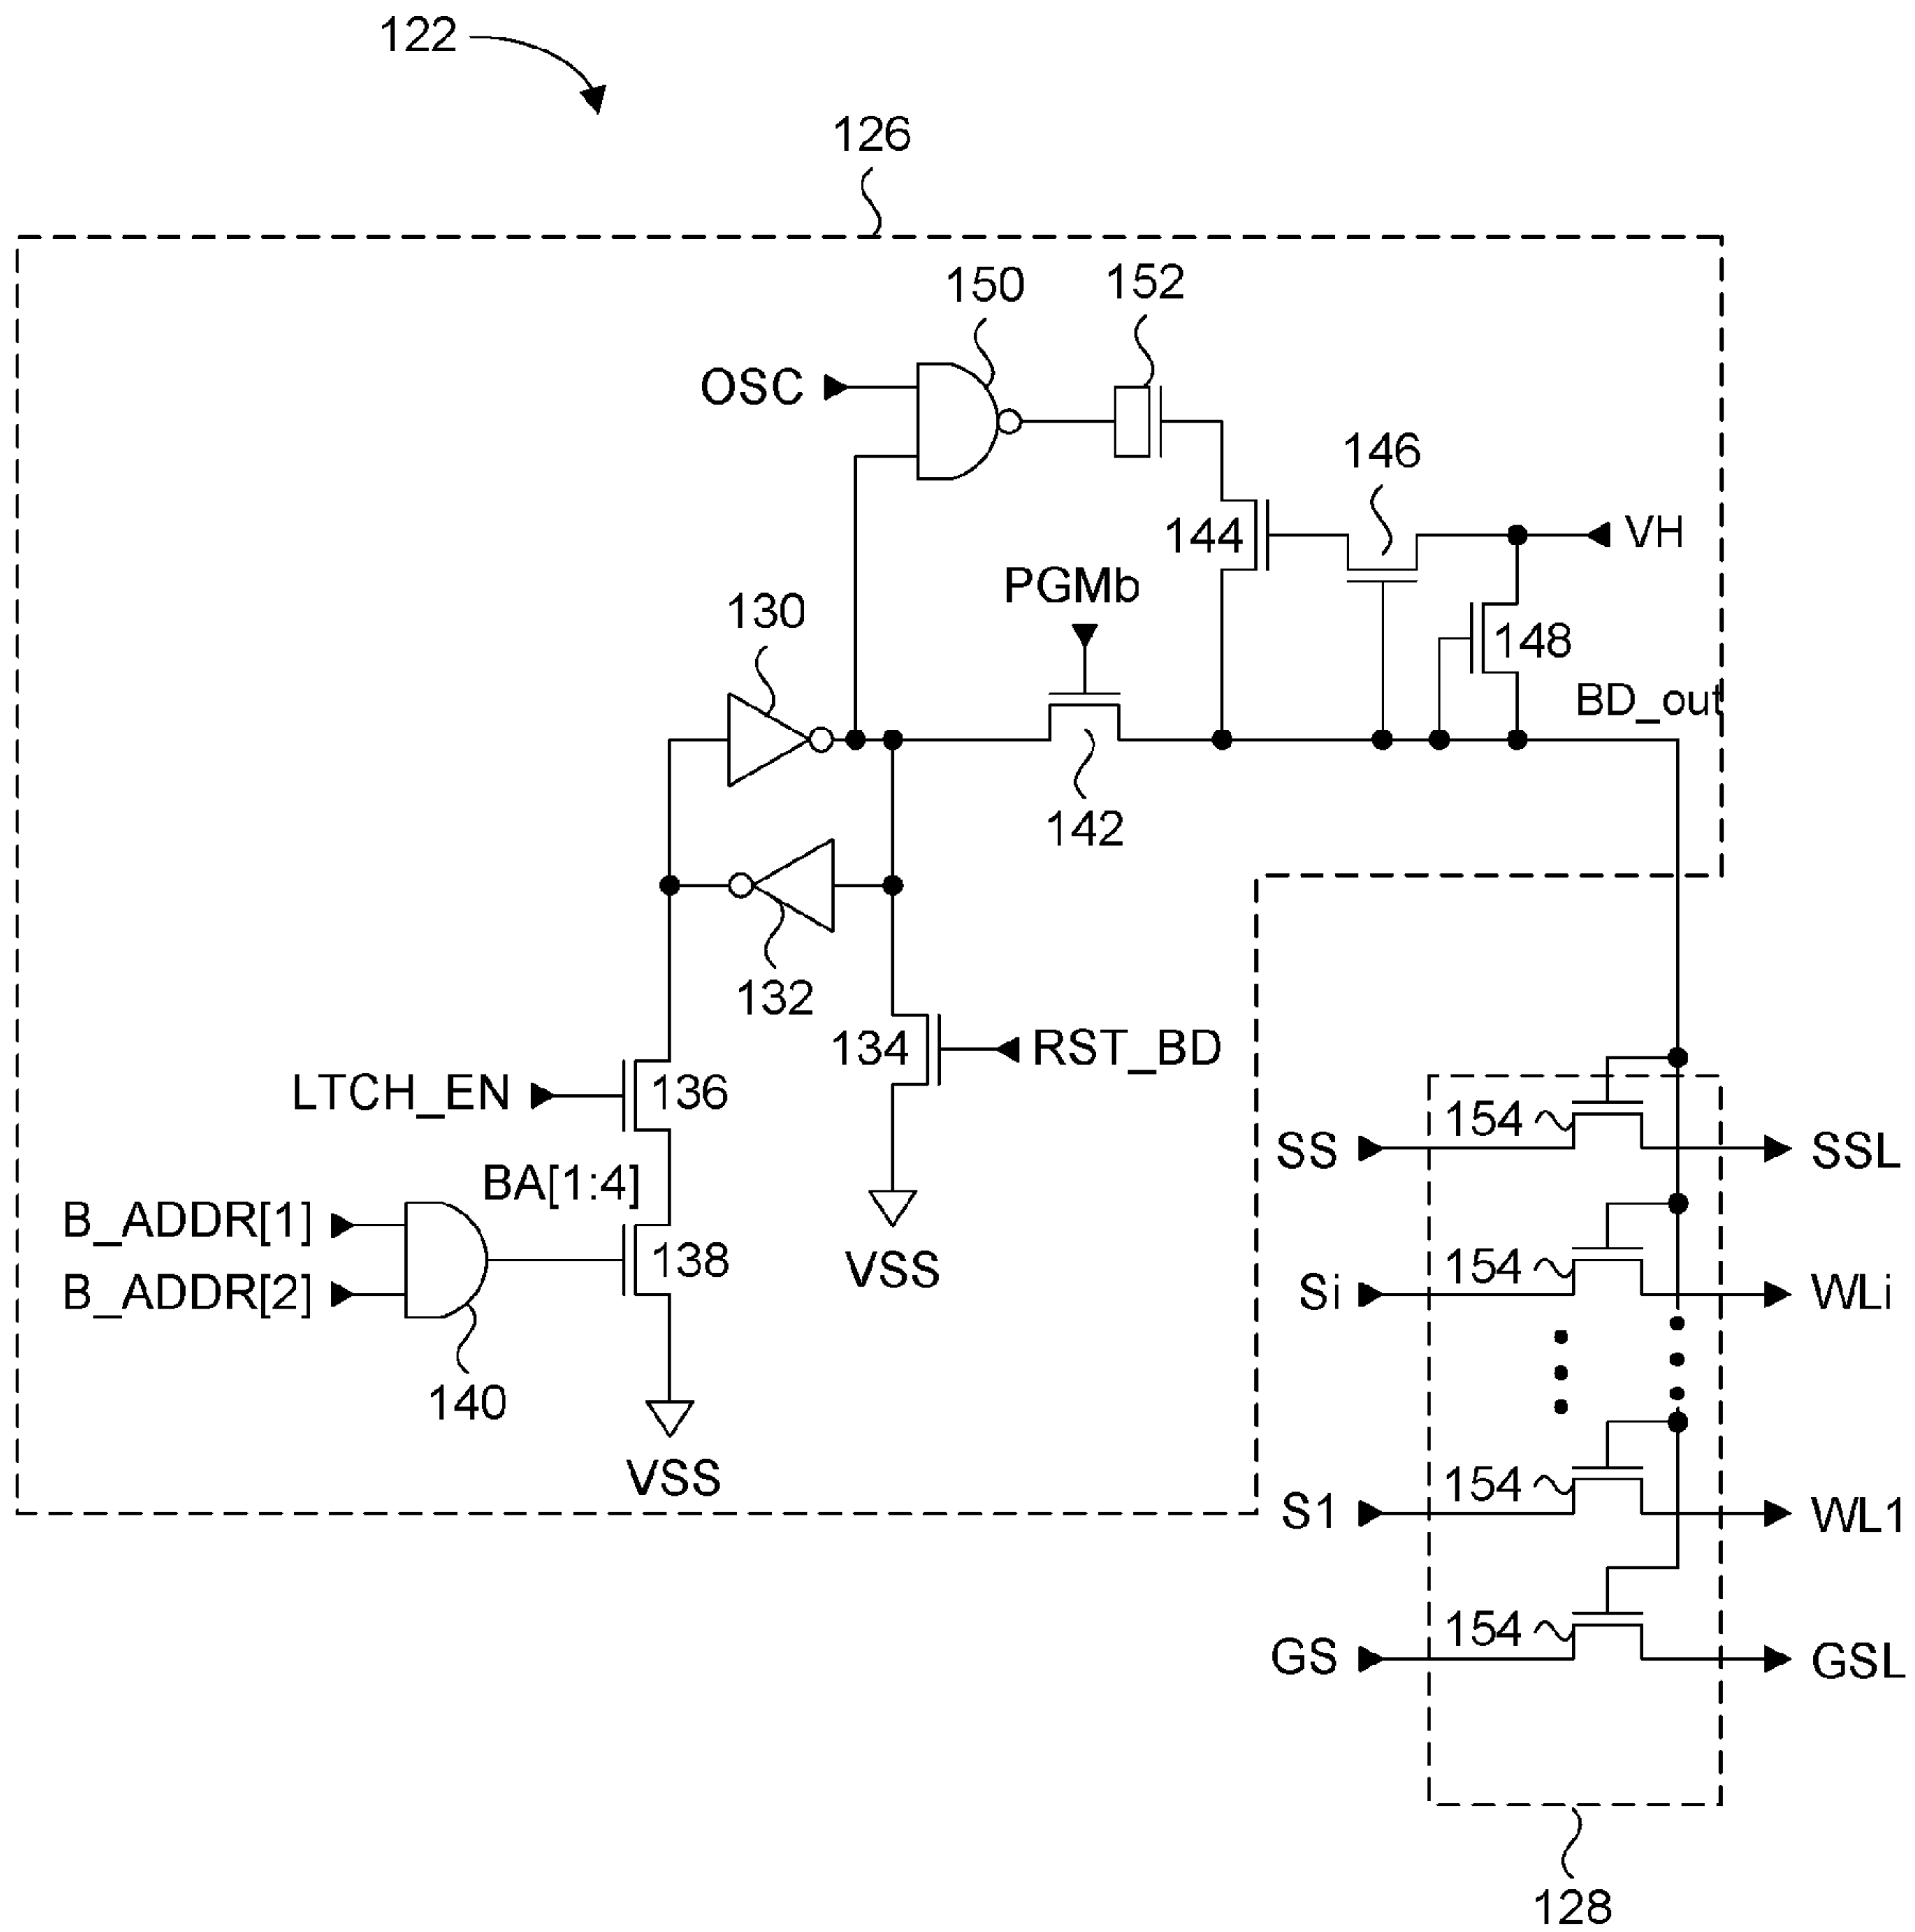 122
126
150
152
OSC
146
144
VH
PGMb
130
148
BD_out
142
132
134
RST_BD
LTCH_EN
136
154
SS
SSL
BA[1:4]
B_ADDR[1]
138
VSS
154
B_ADDR[2]
Si
WLi
140
VSS
154
S1
WL1
154
GS
GSL
128